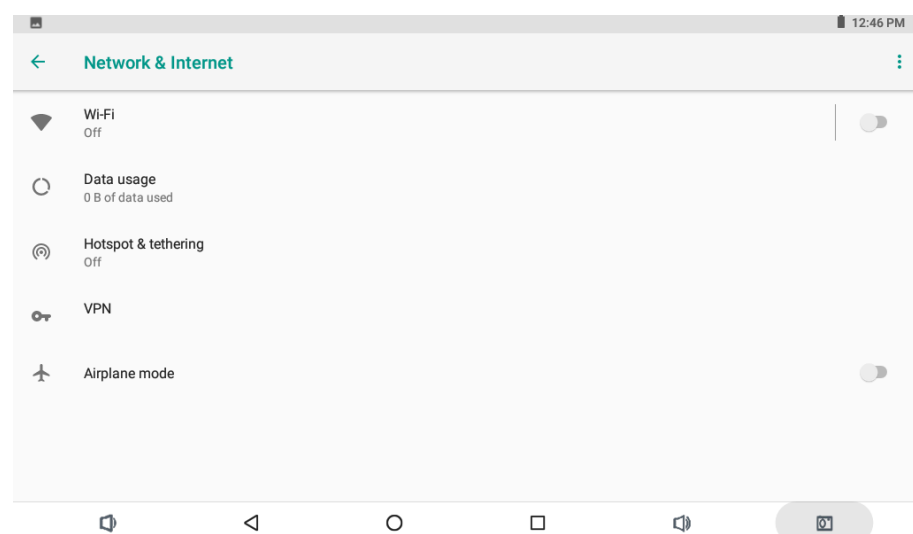 12:46 PM
Network & Internet
Wi-Fi
Off
Data usage
0 B of data used
Hotspot & tethering
Off
VPN
Airplane mode